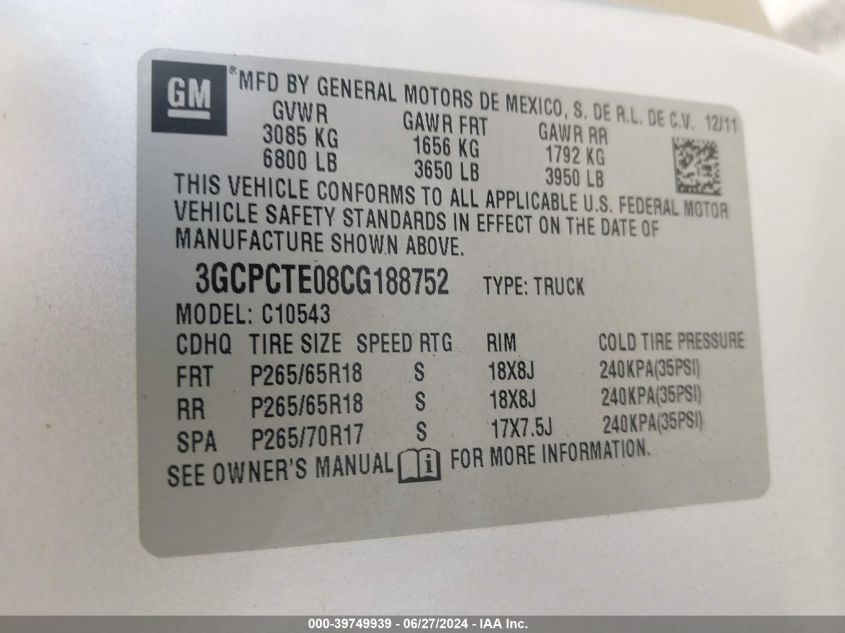 GM ® MFD BY GENERAL MOTORS DE MEXICO, S. DE R.L. DE C.V. 12/11
GVWR GAWR FRT GAWR RR
3085 KG 1656 KG 1792 KG
6800 LB 3650 LB 3950 LB
THIS VEHICLE CONFORMS TO ALL APPLICABLE U.S. FEDERAL MOTOR
VEHICLE SAFETY STANDARDS IN EFFECT ON THE DATE OF
MANUFACTURE SHOWN ABOVE.
3GCPCTE08CG188752 TYPE: TRUCK
MODEL: C10543
CDHQ TIRE SIZE SPEED RTG RIM COLD TIRE PRESSURE
FRT P265/65R18 S 18X8J 240KPA(35PSI)
RR P265/65R18 S 18X8J 240KPA(35PSI)
SPA P265/70R17 S 17X7.5J 240KPA(35PSI)
SEE OWNER'S MANUAL i FOR MORE INFORMATION.
000-39749939 - 06/27/2024 - IAA Inc.